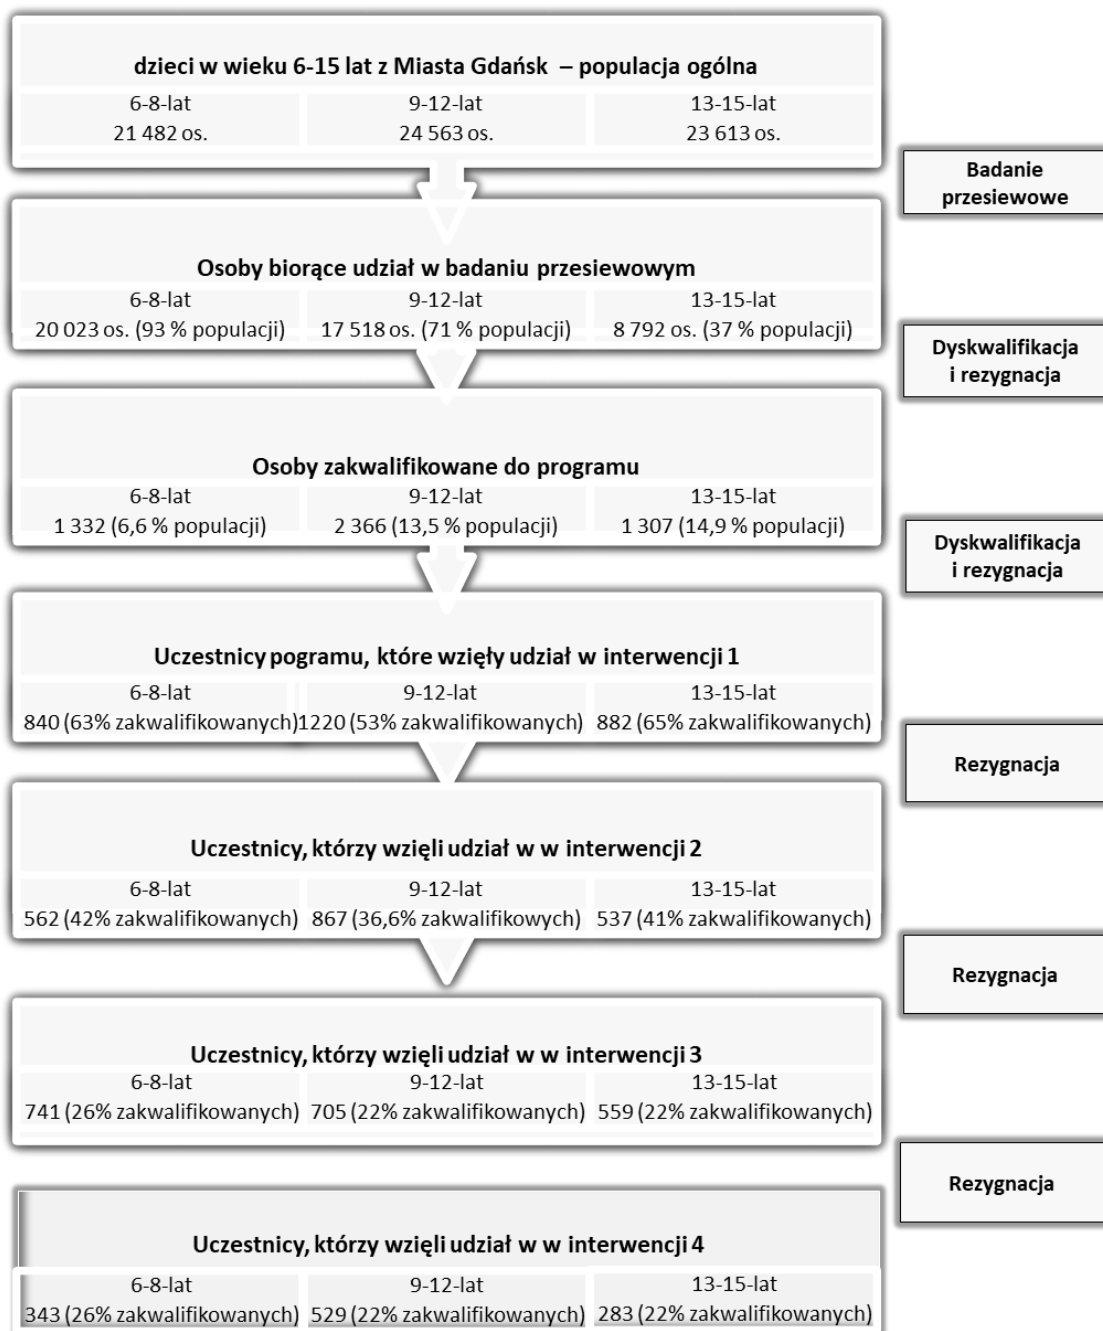 dzieci w wieku 6-15 lat z Miasta Gdańsk – populacja ogólna
6-8-lat 9-12-lat 13-15-lat
21 482 os. 24 563 os. 23 613 os.
Badanie
przesiewowe
Osoby biorące udział w badaniu przesiewowym
6-8-lat 9-12-lat 13-15-lat
20 023 os. (93 % populacji) 17 518 os. (71 % populacji) 8 792 os. (37 % populacji)
Dyskwalifikacja
i rezygnacja
Osoby zakwalifikowane do programu
6-8-lat 9-12-lat 13-15-lat
1 332 (6,6 % populacji) 2 366 (13,5 % populacji) 1 307 (14,9 % populacji)
Dyskwalifikacja
i rezygnacja
Uczestnicy pogramu, które wzięły udział w interwencji 1
6-8-lat 9-12-lat 13-15-lat
840 (63% zakwalifikowanych) 1220 (53% zakwalifikowanych) 882 (65% zakwalifikowanych)
Rezygnacja
Uczestnicy, którzy wzięli udział w w interwencji 2
6-8-lat 9-12-lat 13-15-lat
562 (42% zakwalifikowanych) 867 (36,6% zakwalifikowych) 537 (41% zakwalifikowanych)
Rezygnacja
Uczestnicy, którzy wzięli udział w w interwencji 3
6-8-lat 9-12-lat 13-15-lat
741 (26% zakwalifikowanych) 705 (22% zakwalifikowanych) 559 (22% zakwalifikowanych)
Rezygnacja
Uczestnicy, którzy wzięli udział w w interwencji 4
6-8-lat 9-12-lat 13-15-lat
343 (26% zakwalifikowanych) 529 (22% zakwalifikowanych) 283 (22% zakwalifikowanych)